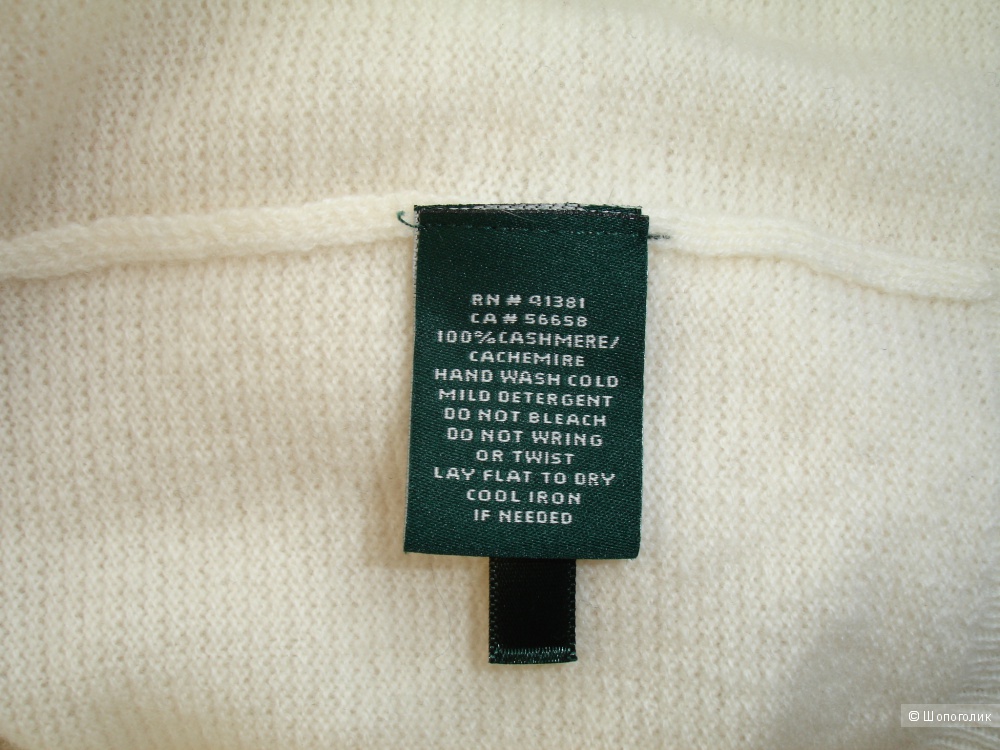 RN # 41381
CA # 56658
100% CASHMERE/
CACHEMIRE
HAND WASH COLD
MILD DETERGENT
DO NOT BLEACH
DO NOT WRING
OR TWIST
LAY FLAT TO DRY
COOL IRON
IF NEEDED
© Шопоголик